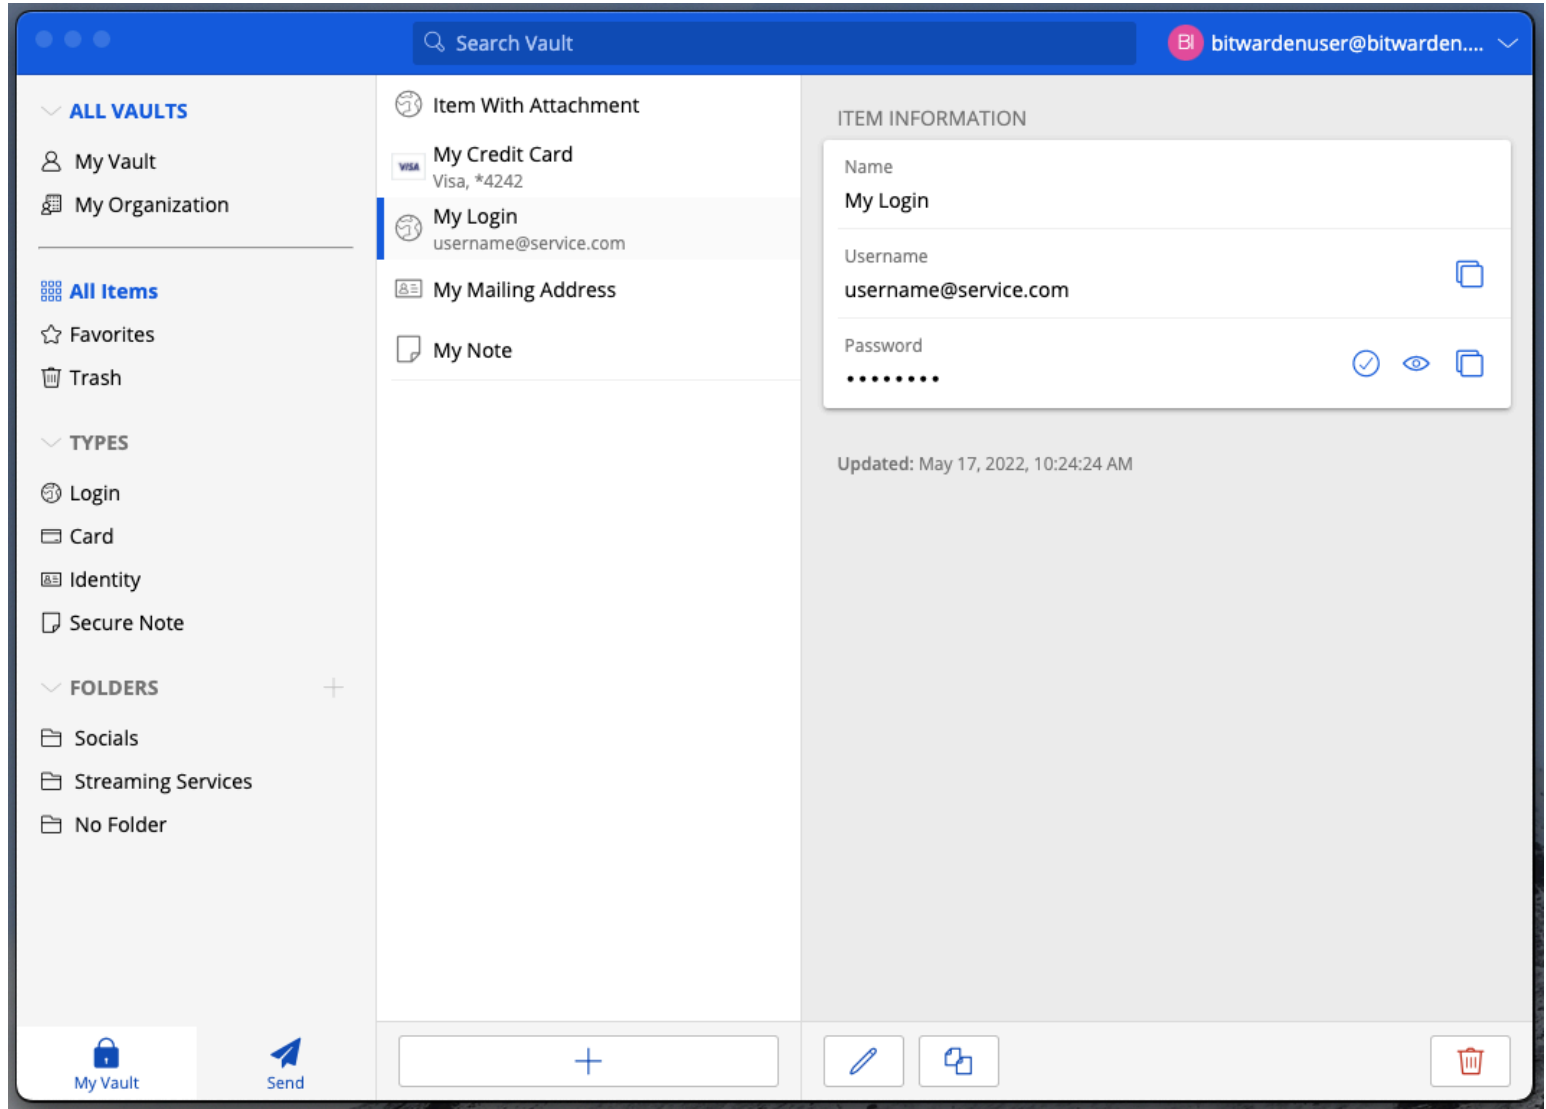 Search Vault
BI bitwardenuser@bitwarden....
ALL VAULTS
My Vault
My Organization
All Items
Favorites
Trash
TYPES
Login
Card
Identity
Secure Note
FOLDERS
Socials
Streaming Services
No Folder
My Vault
Send
Item With Attachment
VISA
My Credit Card
Visa, *4242
My Login
username@service.com
My Mailing Address
My Note
ITEM INFORMATION
Name
My Login
Username
username@service.com
Password
••••••••
Updated: May 17, 2022, 10:24:24 AM